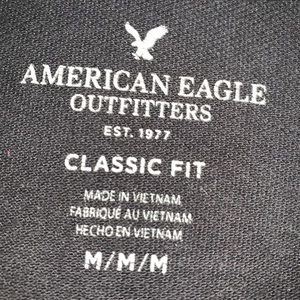 AMERICAN EAGLE
OUTFITTERS
EST. 1977
CLASSIC FIT
MADE IN VIETNAM
FABRIQUÉ AU VIETNAM
HECHO EN VIETNAM
M/M/M